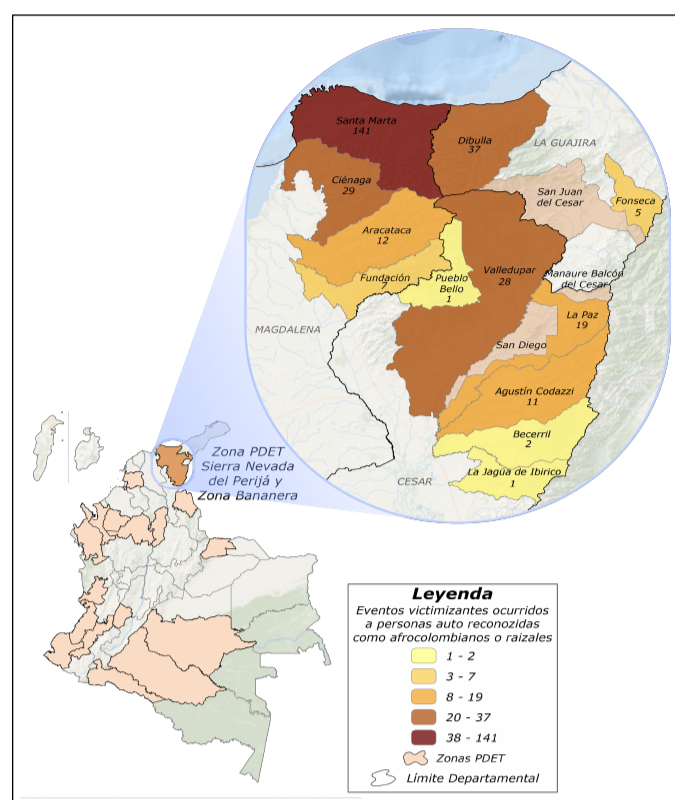 Santa Marta
141
Dibulla
37
LA GUAJIRA
Ciénaga
29
San Juan
del Cesar
Fonseca
5
Aracataca
12
Fundación
7
Pueblo
Bello
1
Valledupar
28
Manaure Balcón
del Cesar
La Paz
19
MAGDALENA
San Diego
Agustín Codazzi
11
Becerril
2
La Jagua de Ibirico
1
CESAR
Zona PDET
Sierra Nevada
del Perijá y
Zona Bananera
Leyenda
Eventos victimizantes ocurridos
a personas auto reconozidas
como afrocolombianos o raizales
1 - 2
3 - 7
8 - 19
20 - 37
38 - 141
Zonas PDET
Límite Departamental